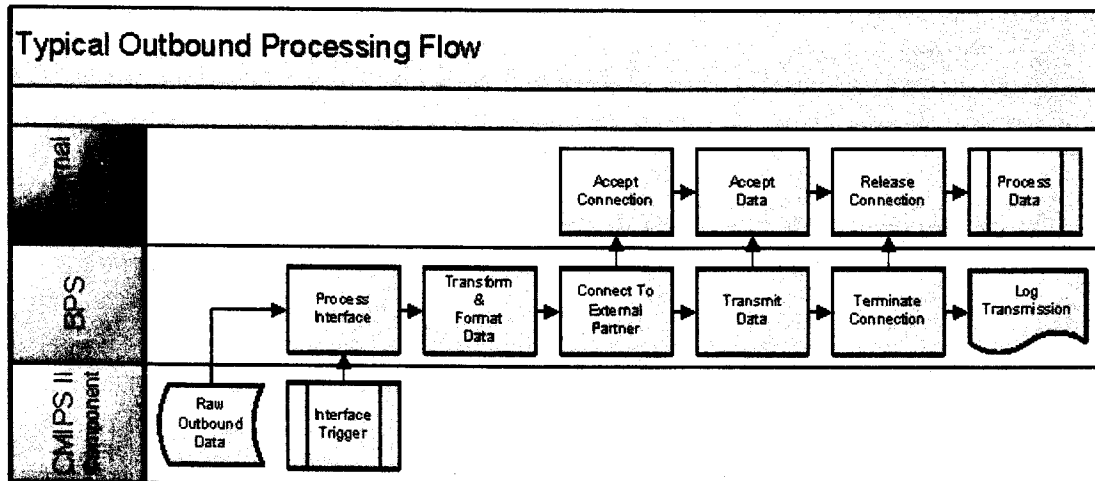 Typical Outbound Processing Flow
Accept
Connection
Accept
Data
Release
Connection
Process
Data
BPS
Process
Interface
Transform
&
Format
Data
Connect To
External
Partner
Transmit
Data
Terminate
Connection
Log
Transmission
CMIPS II
Component
Raw
Outbound
Data
Interface
Trigger